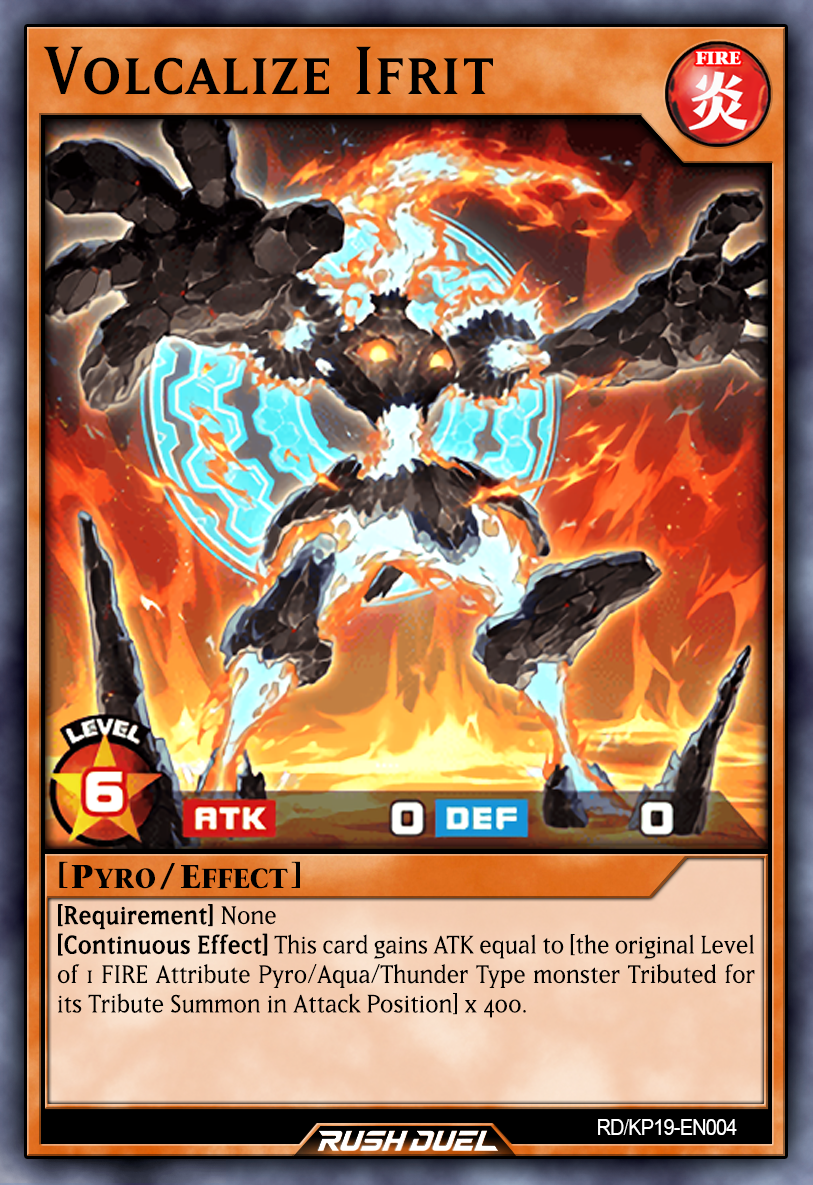 Volcalize Ifrit
FIRE
炎
LEVEL
6
ATK 0 DEF 0
[Pyro/Effect]
[Requirement] None
[Continuous Effect] This card gains ATK equal to [the original Level
of 1 FIRE Attribute Pyro/Aqua/Thunder Type monster Tributed for
its Tribute Summon in Attack Position] x 400.
RD/KP19-EN004
RUSH DUEL